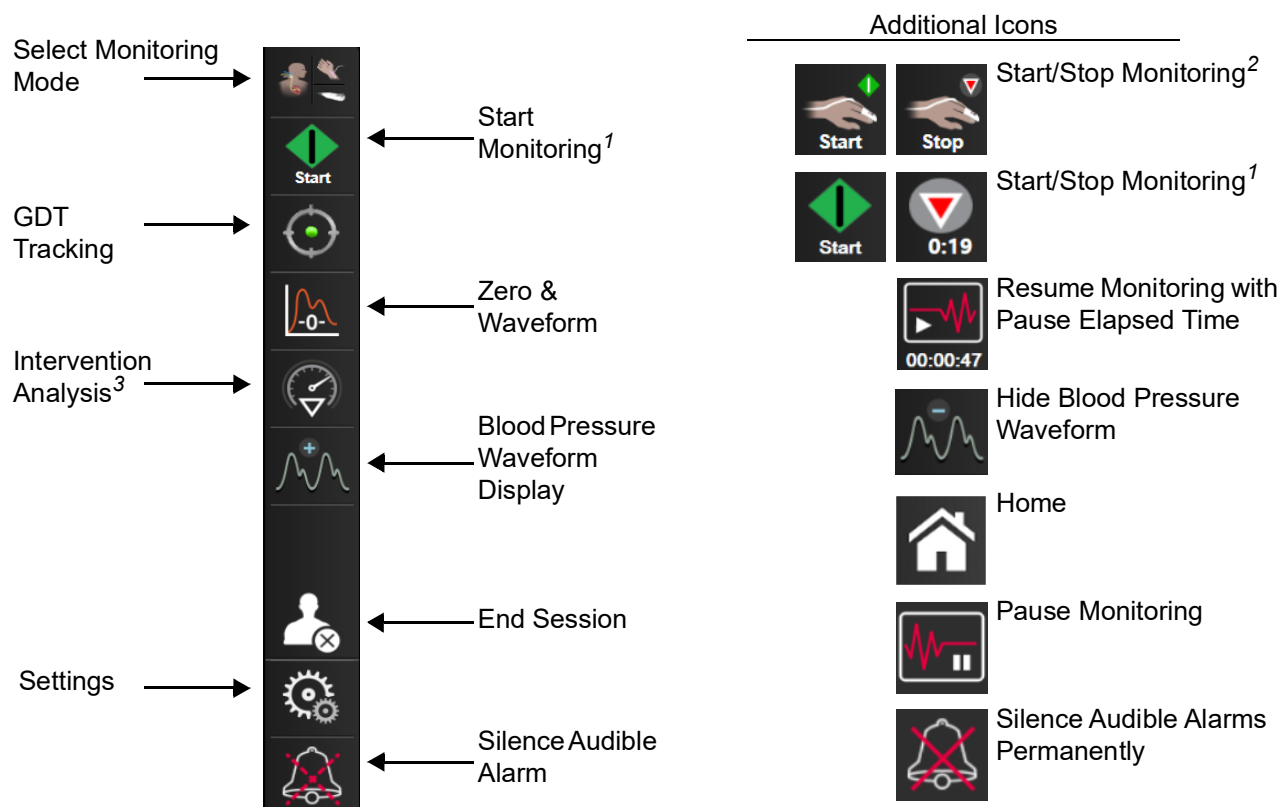 Select Monitoring
Mode
Start
GDT
Tracking
-0-
Intervention
Analysis3
Settings
Start
Monitoring1
Zero &
Waveform
Blood Pressure
Waveform
Display
End Session
Silence Audible
Alarm
Additional Icons
Start
Stop
Start/Stop Monitoring2
Start
0:19
Start/Stop Monitoring1
00:00:47
Resume Monitoring with
Pause Elapsed Time
Hide Blood Pressure
Waveform
Home
Pause Monitoring
Silence Audible Alarms
Permanently